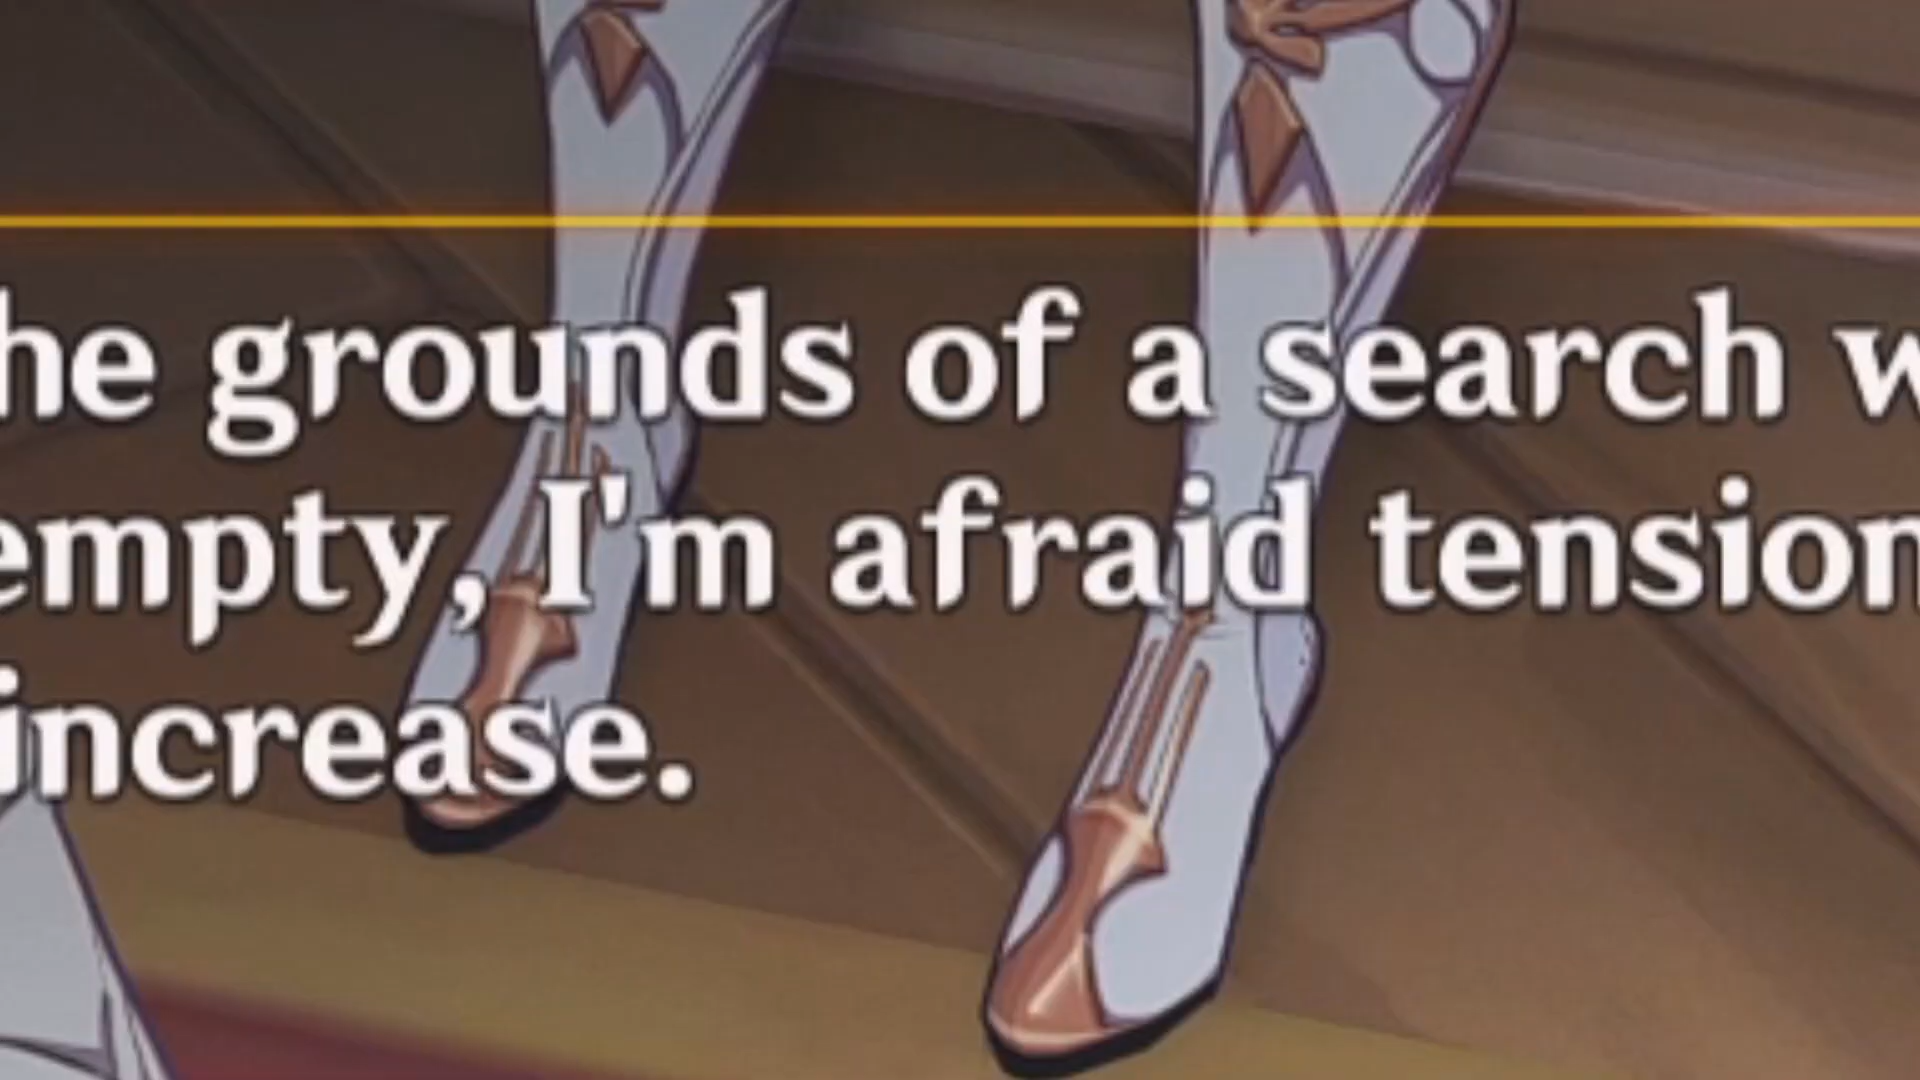 he grounds of a search w
empty, I'm afraid tension
increase.